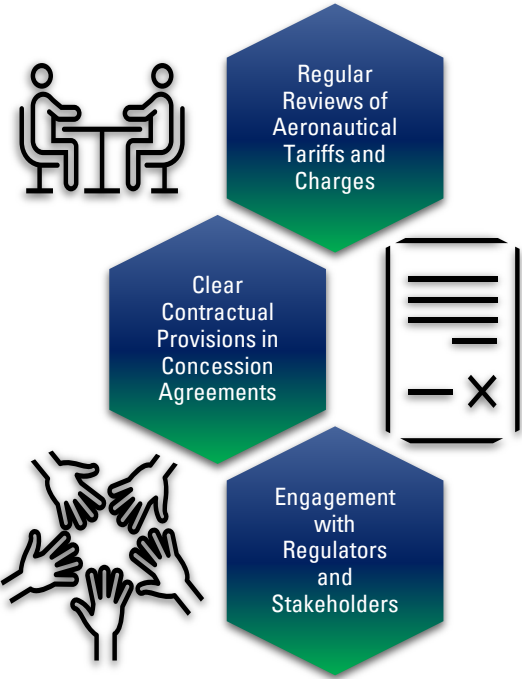 Regular
Reviews of
Aeronautical
Tariffs and
Charges
Clear
Contractual
Provisions in
Concession
Agreements
Engagement
with
Regulators
and
Stakeholders